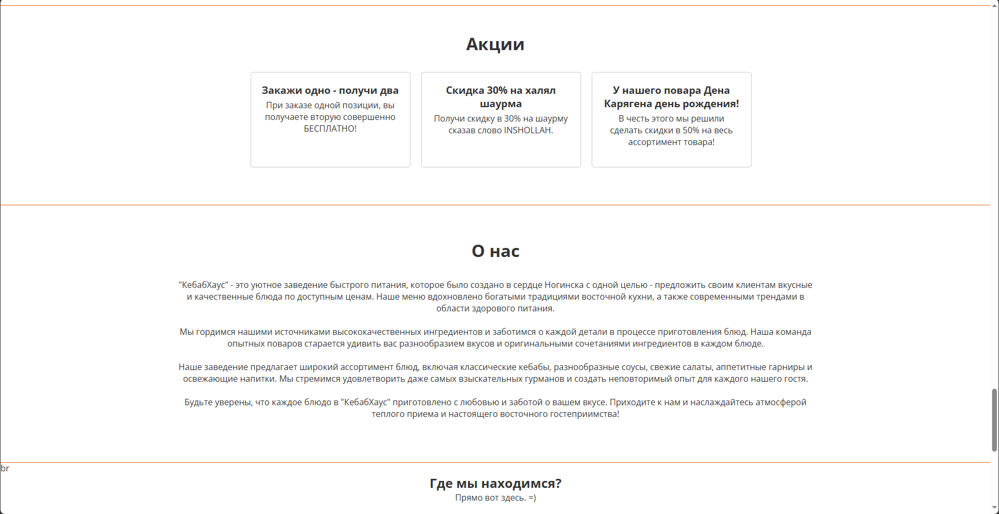 Акции
Закажи одно - получи два
При заказе одной позиции, вы
получаете вторую совершенно
БЕСПЛАТНО!
Скидка 30% на халял
шаурма
Получи скидку в 30% на шаурму
сказав слово INSHOLLAH.
У нашего повара Дена
Карягена день рождения!
В честь этого мы решили
сделать скидки в 50% на весь
ассортимент товара!
О нас
"КебабХаус" - это уютное заведение быстрого питания, которое было создано в сердце Ногинска с одной целью - предложить своим клиентам вкусные
и качественные блюда по доступным ценам. Наше меню вдохновлено богатыми традициями восточной кухни, а также современными трендами в
области здорового питания.
Мы гордимся нашими источниками высококачественных ингредиентов и заботимся о каждой детали в процессе приготовления блюд. Наша команда
опытных поваров старается удивить вас разнообразием вкусов и оригинальными сочетаниями ингредиентов в каждом блюде.
Наше заведение предлагает широкий ассортимент блюд, включая классические кебабы, разнообразные соусы, свежие салаты, аппетитные гарниры и
освежающие напитки. Мы стремимся удовлетворить даже самых взыскательных гурманов и создать неповторимый опыт для каждого нашего гостя.
Будьте уверены, что каждое блюдо в "КебабХаус" приготовлено с любовью и заботой о вашем вкусе. Приходите к нам и наслаждайтесь атмосферой
теплого приема и настоящего восточного гостеприимства!
br
Где мы находимся?
Прямо вот здесь. =)